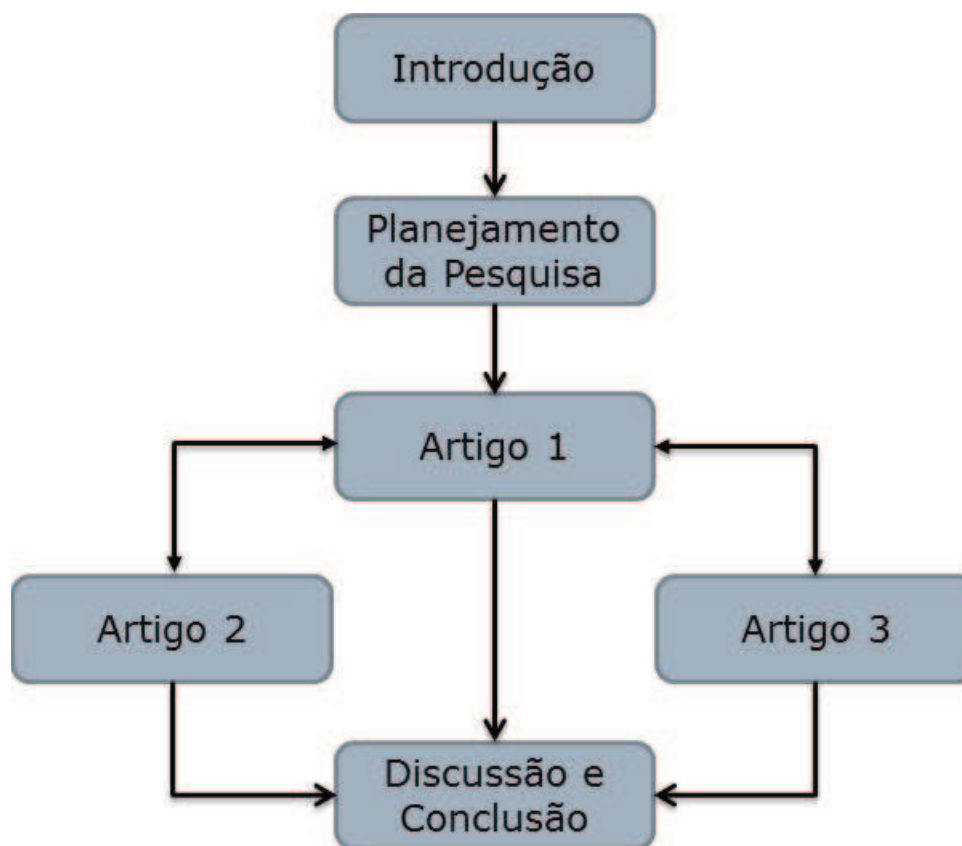 Introdução
Planejamento
da Pesquisa
Artigo 1
Artigo 2
Artigo 3
Discussão e
Conclusão